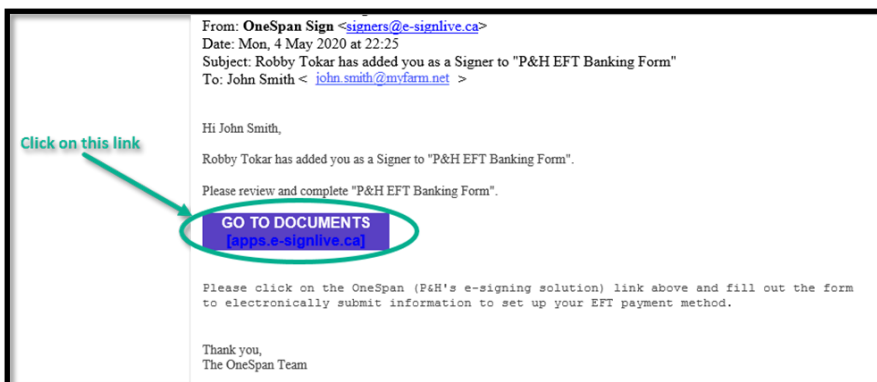 From: OneSpan Sign <signers@e-signlive.ca>
Date: Mon, 4 May 2020 at 22:25
Subject: Robby Tokar has added you as a Signer to "P&H EFT Banking Form"
To: John Smith < john.smith@myfarm.net >
Hi John Smith,
Click on this link
Robby Tokar has added you as a Signer to "P&H EFT Banking Form".
Please review and complete "P&H EFT Banking Form".
GO TO DOCUMENTS
[apps.e-signlive.ca]
Please click on the OneSpan (P&H's e-signing solution) link above and fill out the form
to electronically submit information to set up your EFT payment method.
Thank you,
The OneSpan Team